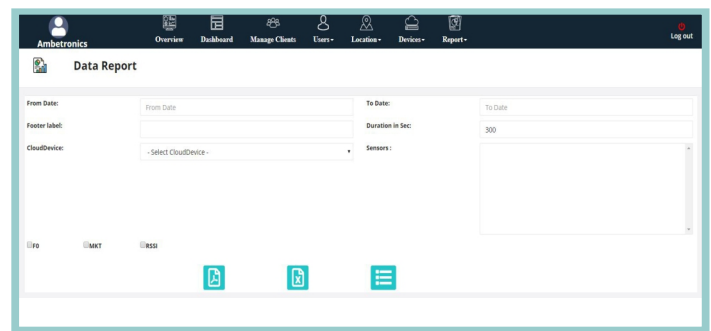 Ambetronics
Overview Dashboard Manage Clients Users Location Devices Report
Log out
Data Report
From Date: From Date To Date: To Date
Footer label: Duration in Sec: 300
CloudDevice: - Select CloudDevice - Sensors :
F0 MKT RSSI